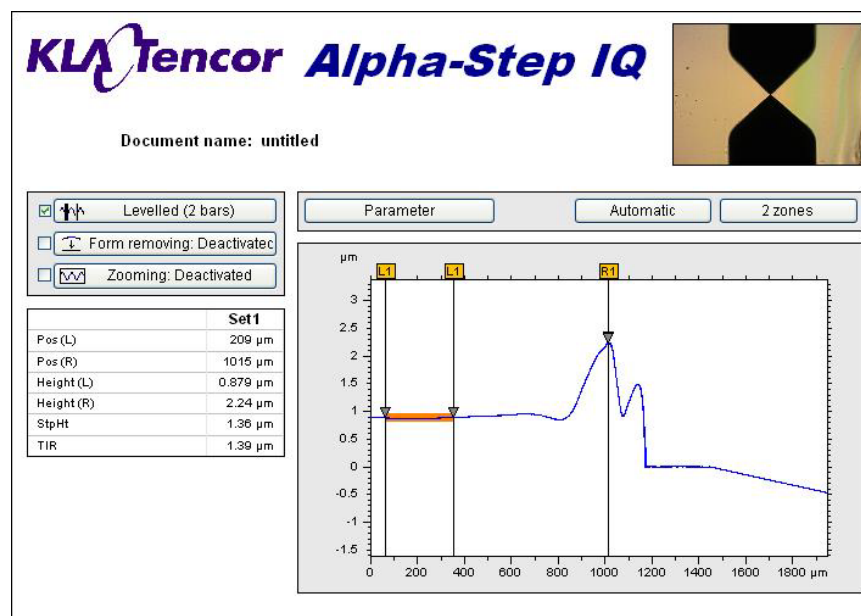 KLA Tencor Alpha-Step IQ
Document name: untitled
Levelled (2 bars)
Form removing: Deactivated
Zooming: Deactivated
Parameter
Automatic
2 zones
Set1
Pos (L) 209 µm
Pos (R) 1015 µm
Height (L) 0.879 µm
Height (R) 2.24 µm
StpHt 1.36 µm
TIR 1.39 µm
µm
L1 L1 R1
3
2.5
2
1.5
1
0.5
0
-0.5
-1
-1.5
0 200 400 600 800 1000 1200 1400 1600 1800 µm